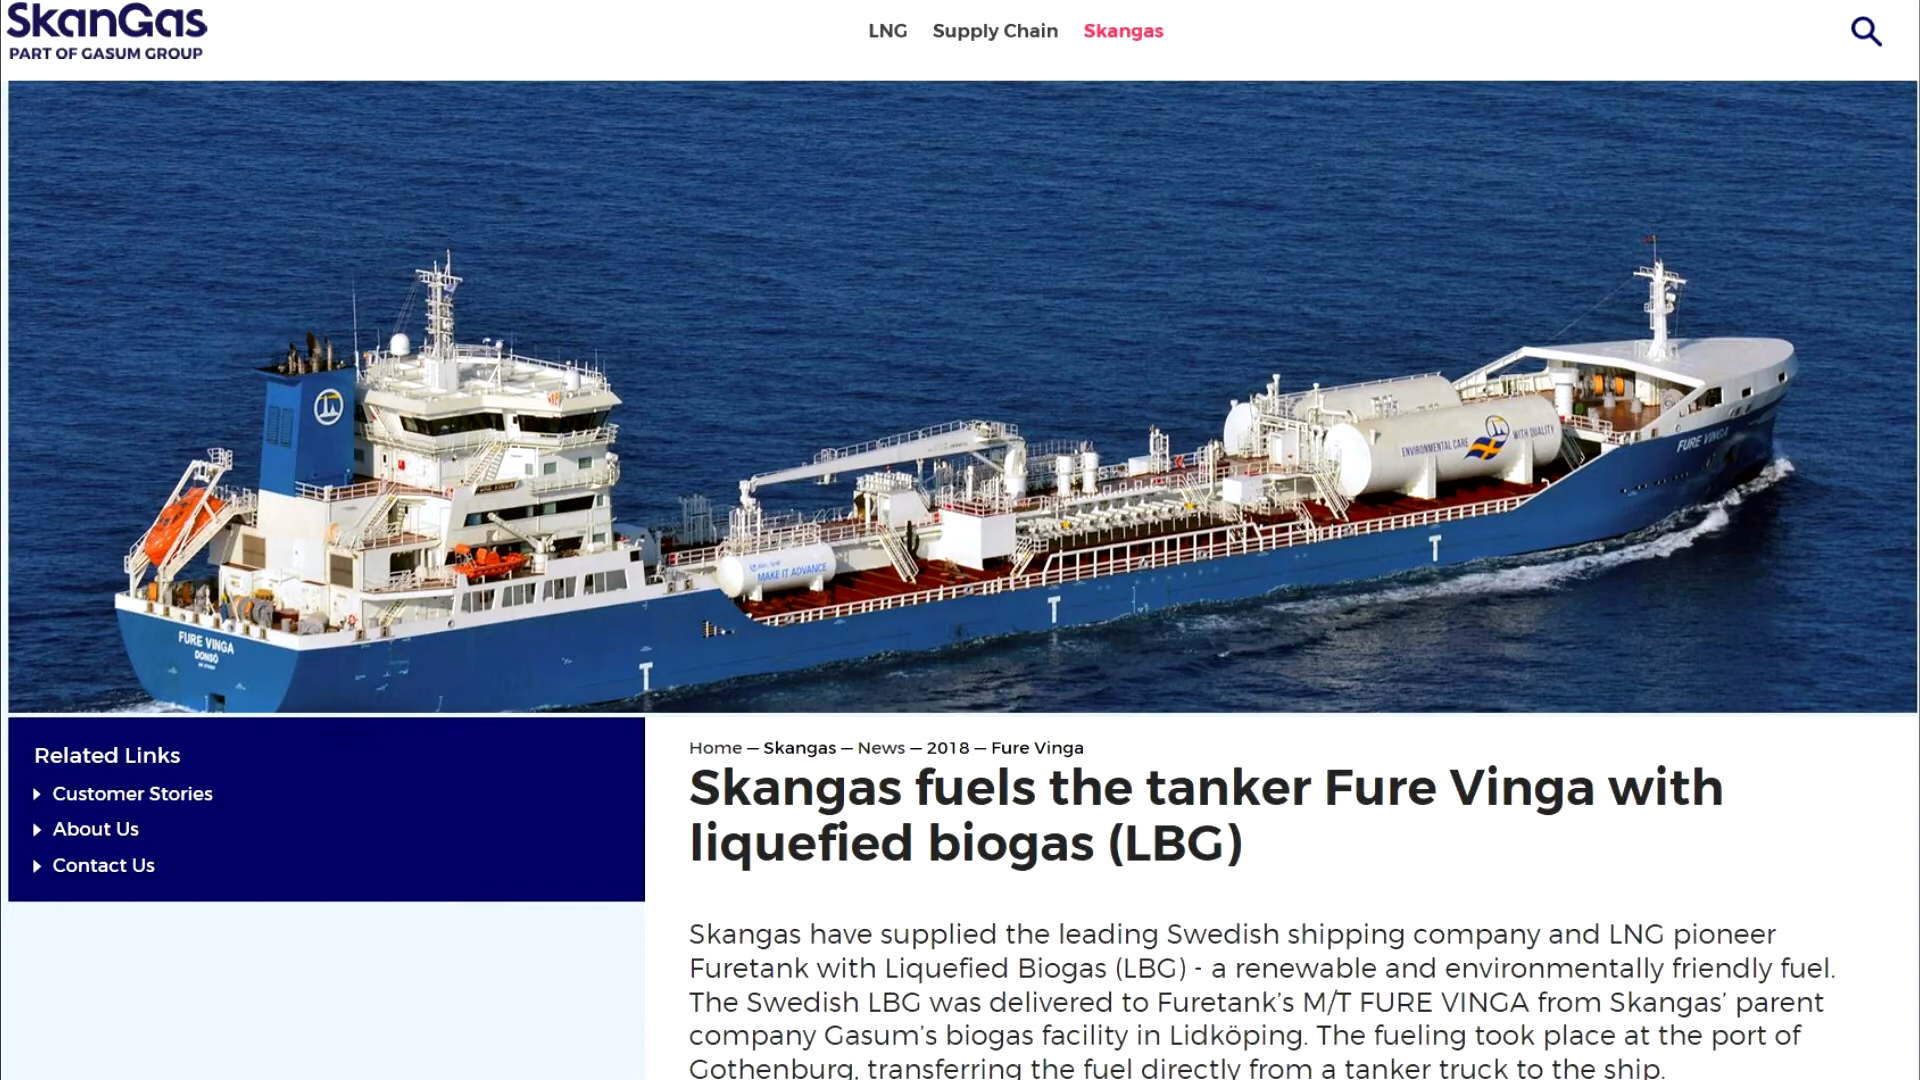 SkanGas
PART OF GASUM GROUP
LNG Supply Chain Skangas
ENVIRONMENTAL CARE WITH QUALITY
FURE VINGA
MAKE IT ADVANCE
FURE VINGA
DONSÖ
Related Links
Customer Stories
About Us
Contact Us
Home — Skangas — News — 2018 — Fure Vinga
Skangas fuels the tanker Fure Vinga with
liquefied biogas (LBG)
Skangas have supplied the leading Swedish shipping company and LNG pioneer
Furetank with Liquefied Biogas (LBG) - a renewable and environmentally friendly fuel.
The Swedish LBG was delivered to Furetank’s M/T FURE VINGA from Skangas’ parent
company Gasum’s biogas facility in Lidköping. The fueling took place at the port of
Gothenburg, transferring the fuel directly from a tanker truck to the ship.